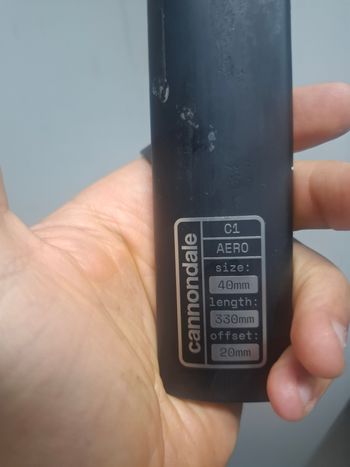 cannondale
C1
AERO
size:
40mm
length:
330mm
offset:
20mm